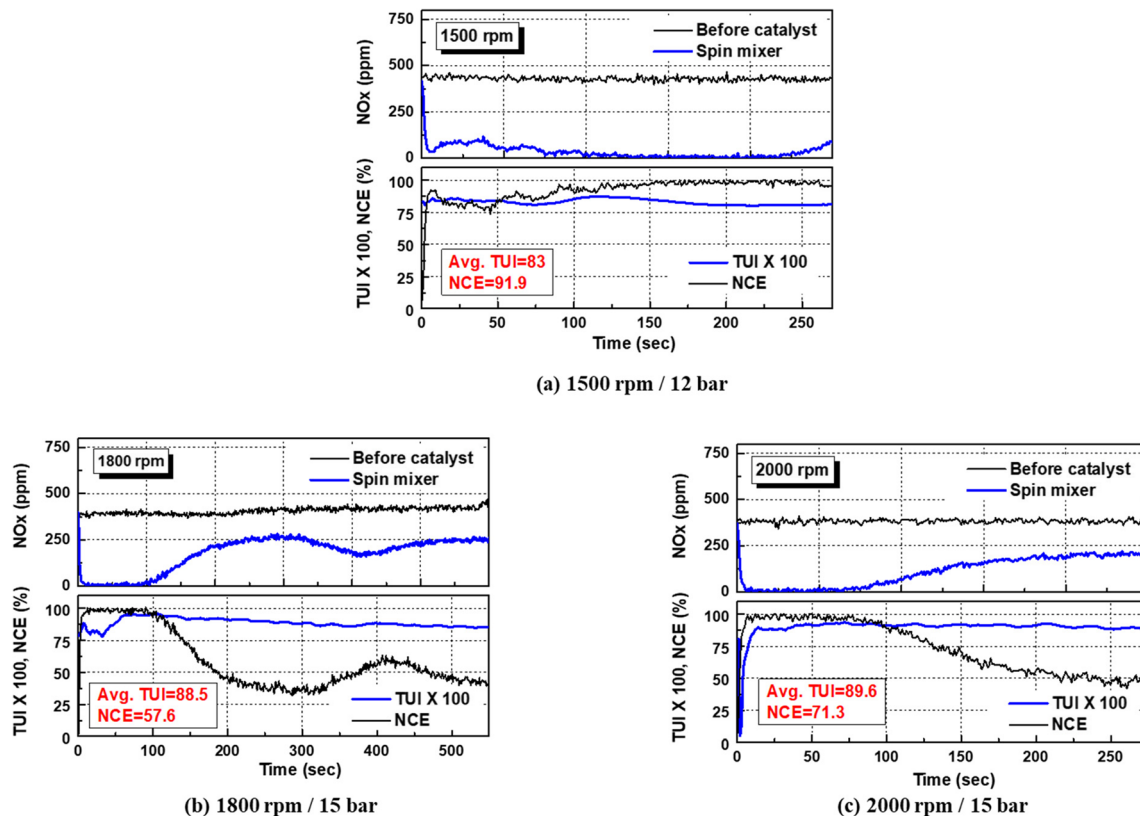 750
500
250
0
NOx (ppm)
1500 rpm
Before catalyst
Spin mixer
100
75
50
25
0
TUI X 100, NCE (%)
Avg. TUI=83
NCE=91.9
TUI X 100
NCE
0 50 100 150 200 250
Time (sec)
(a) 1500 rpm / 12 bar
750
500
250
0
NOx (ppm)
1800 rpm
Before catalyst
Spin mixer
100
75
50
25
0
TUI X 100, NCE (%)
Avg. TUI=88.5
NCE=57.6
TUI X 100
NCE
0 100 200 300 400 500
Time (sec)
(b) 1800 rpm / 15 bar
750
500
250
0
NOx (ppm)
2000 rpm
Before catalyst
Spin mixer
100
75
50
25
0
TUI X 100, NCE (%)
Avg. TUI=89.6
NCE=71.3
TUI X 100
NCE
0 50 100 150 200 250
Time (sec)
(c) 2000 rpm / 15 bar